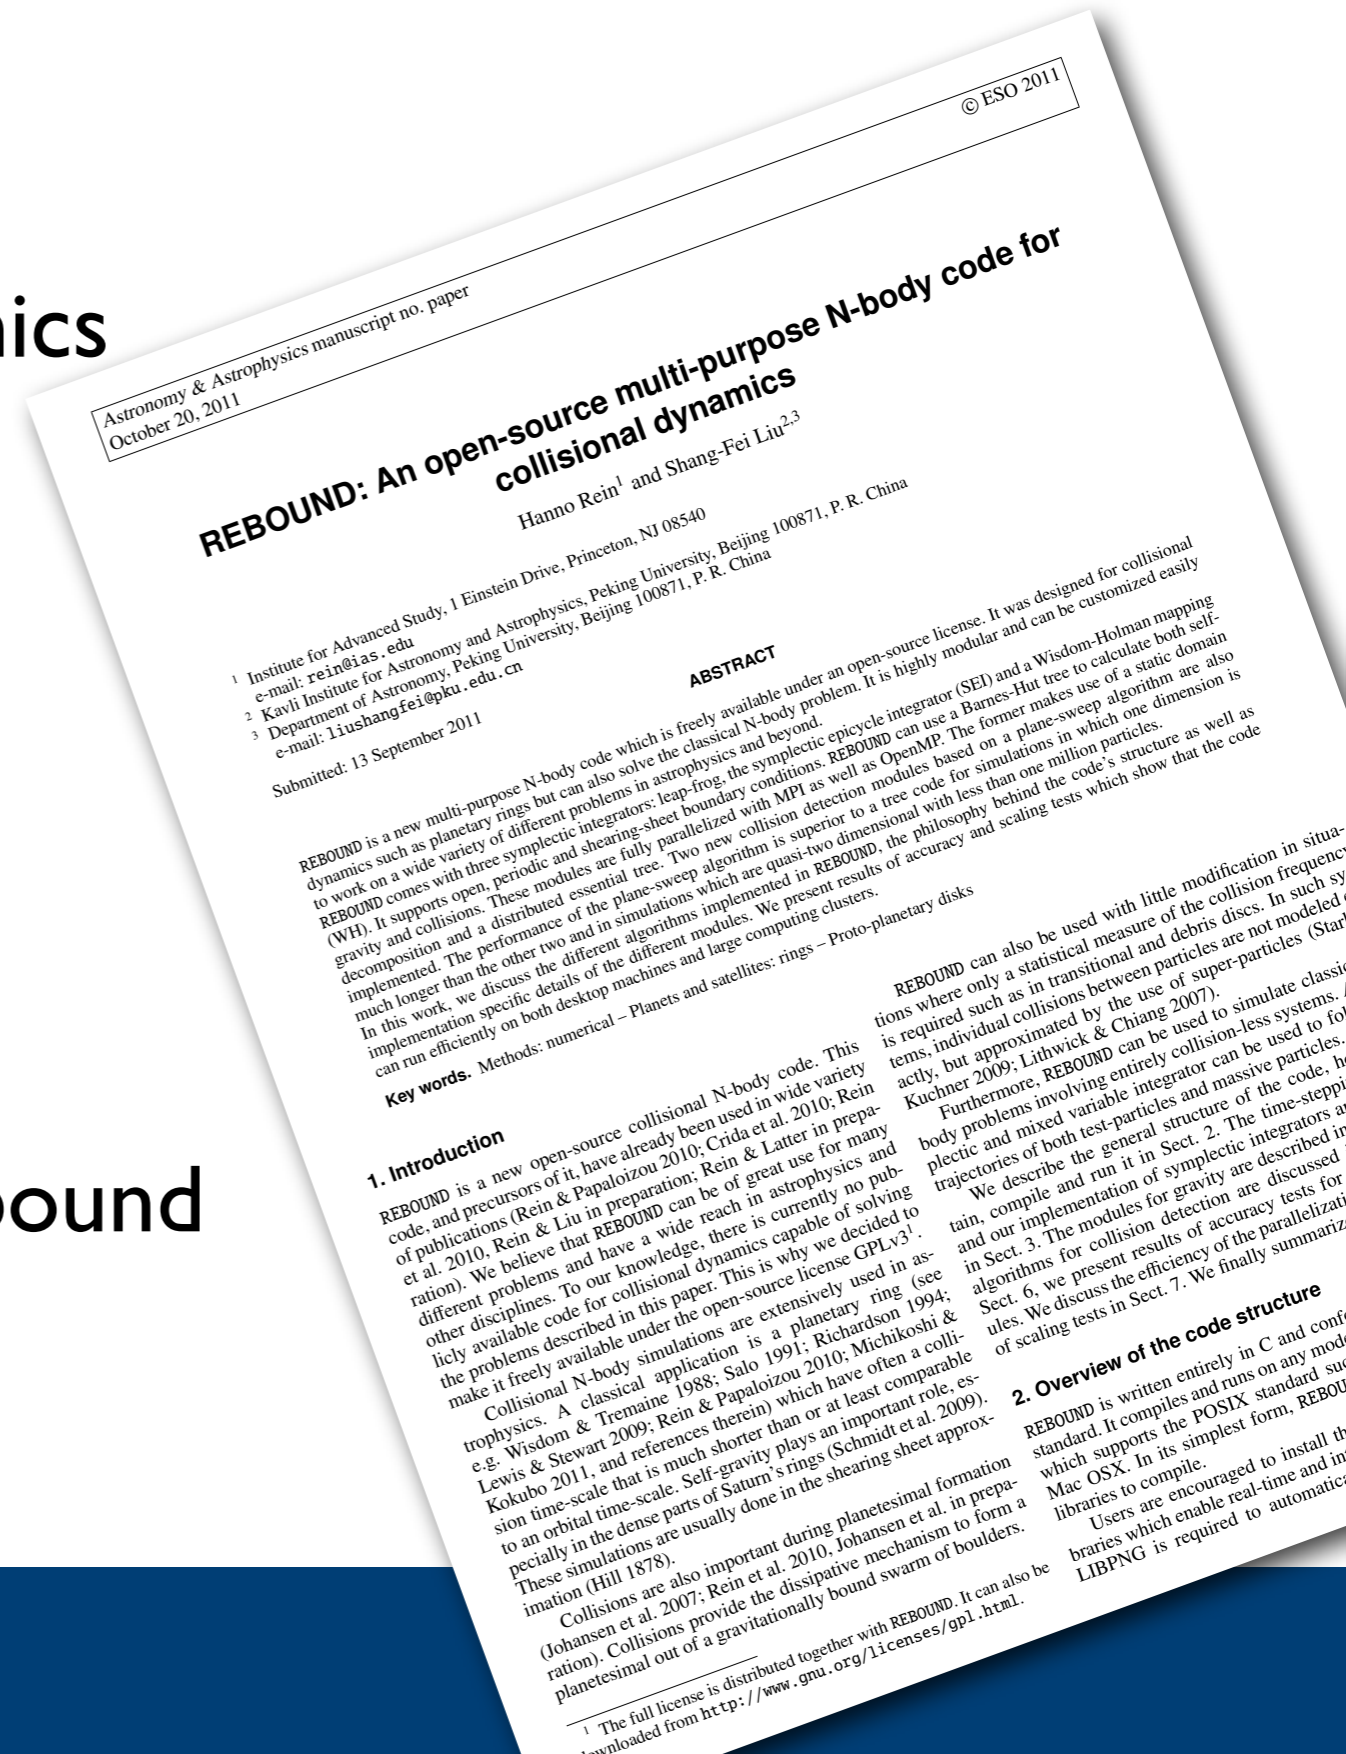 nics
bound
© ESO 2011
Astronomy & Astrophysics manuscript no. paper
October 20, 2011
REBOUND: An open-source multi-purpose N-body code for
collisional dynamics
Hanno Rein1 and Shang-Fei Liu2,3
1 Institute for Advanced Study, 1 Einstein Drive, Princeton, NJ 08540
e-mail: rein@ias.edu
2 Kavli Institute for Astronomy and Astrophysics, Peking University, Beijing 100871, P. R. China
3 Department of Astronomy, Peking University, Beijing 100871, P. R. China
e-mail: liushangfei@pku.edu.cn
Submitted: 13 September 2011
ABSTRACT
REBOUND is a new multi-purpose N-body code which is freely available under an open-source license. It was designed for collisional
dynamics such as planetary rings but can also solve the classical N-body problem. It is highly modular and can be customized easily
to work on a wide variety of different problems in astrophysics and beyond.
REBOUND comes with three symplectic integrators: leap-frog, the symplectic epicycle integrator (SEI) and a Wisdom-Holman mapping
(WH). It supports open, periodic and shearing-sheet boundary conditions. REBOUND can use a Barnes-Hut tree to calculate both self-
gravity and collisions. These modules are fully parallelized with MPI as well as OpenMP. The former makes use of a static domain
decomposition and a distributed essential tree. Two new collision detection modules based on a plane-sweep algorithm are also
implemented. The performance of the plane-sweep algorithm is superior to a tree code for simulations in which one dimension is
much longer than the other two and in simulations which are quasi-two dimensional with less than one million particles.
In this work, we discuss the different algorithms implemented in REBOUND, the philosophy behind the code's structure as well as
implementation specific details of the different modules. We present results of accuracy and scaling tests which show that the code
can run efficiently on both desktop machines and large computing clusters.
Key words. Methods: numerical – Planets and satellites: rings – Proto-planetary disks
1. Introduction
REBOUND is a new open-source collisional N-body code. This
code, and precursors of it, have already been used in wide variety
of publications (Rein & Papaloizou 2010; Crida et al. 2010; Rein
et al. 2010, Rein & Liu in preparation; Rein & Latter in prepa-
ration). We believe that REBOUND can be of great use for many
different problems and have a wide reach in astrophysics and
other disciplines. To our knowledge, there is currently no pub-
licly available code for collisional dynamics capable of solving
the problems described in this paper. This is why we decided to
make it freely available under the open-source license GPLv31.
Collisional N-body simulations are extensively used in as-
trophysics. A classical application is a planetary ring (see
e.g. Wisdom & Tremaine 1988; Salo 1991; Richardson 1994;
Lewis & Stewart 2009; Rein & Papaloizou 2010; Michikoshi &
Kokubo 2011, and references therein) which have often a colli-
sion time-scale that is much shorter than or at least comparable
to an orbital time-scale. Self-gravity plays an important role, es-
pecially in the dense parts of Saturn's rings (Schmidt et al. 2009).
These simulations are usually done in the shearing sheet approx-
imation (Hill 1878).
Collisions are also important during planetesimal formation
(Johansen et al. 2007; Rein et al. 2010, Johansen et al. in prepa-
ration). Collisions provide the dissipative mechanism to form a
planetesimal out of a gravitationally bound swarm of boulders.
1 The full license is distributed together with REBOUND. It can also be
downloaded from http://www.gnu.org/licenses/gpl.html.
REBOUND can also be used with little modification in situa-
tions where only a statistical measure of the collision frequency
is required such as in transitional and debris discs. In such sy
tems, individual collisions between particles are not modeled
actly, but approximated by the use of super-particles (Star
Kuchner 2009; Lithwick & Chiang 2007).
Furthermore, REBOUND can be used to simulate classic
body problems involving entirely collision-less systems. A
plectic and mixed variable integrator can be used to fol
trajectories of both test-particles and massive particles.
We describe the general structure of the code, h
tain, compile and run it in Sect. 2. The time-steppi
and our implementation of symplectic integrators a
in Sect. 3. The modules for gravity are described in
algorithms for collision detection are discussed
Sect. 6, we present results of accuracy tests for
ules. We discuss the efficiency of the parallelizati
of scaling tests in Sect. 7. We finally summariz
2. Overview of the code structure
REBOUND is written entirely in C and confo
standard. It compiles and runs on any mod
which supports the POSIX standard suc
Mac OSX. In its simplest form, REBOU
libraries to compile.
Users are encouraged to install th
braries which enable real-time and in
LIBPNG is required to automatica